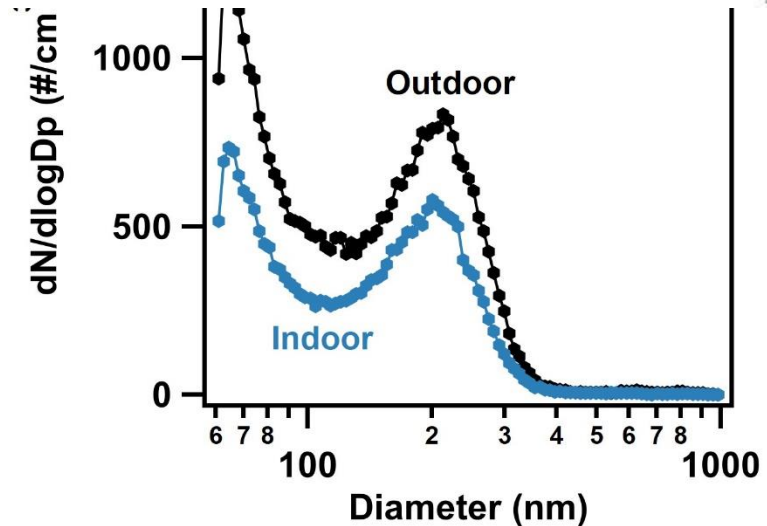 dN/dlogDp (#/cm
1000
500
0
Outdoor
Indoor
6 7 8 2 3 4 5 6 7 8
100 1000
Diameter (nm)